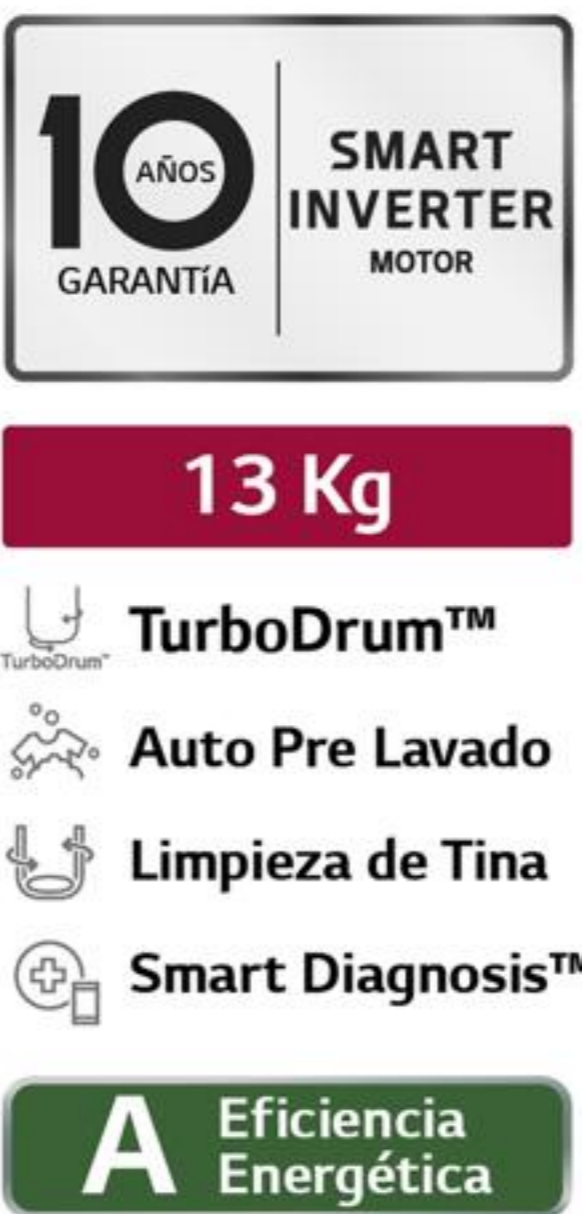 10
AÑOS
GARANTíA
SMART
INVERTER
MOTOR
13 Kg
TurboDrum™
TurboDrum™
Auto Pre Lavado
Limpieza de Tina
Smart Diagnosis™
A
Eficiencia
Energética